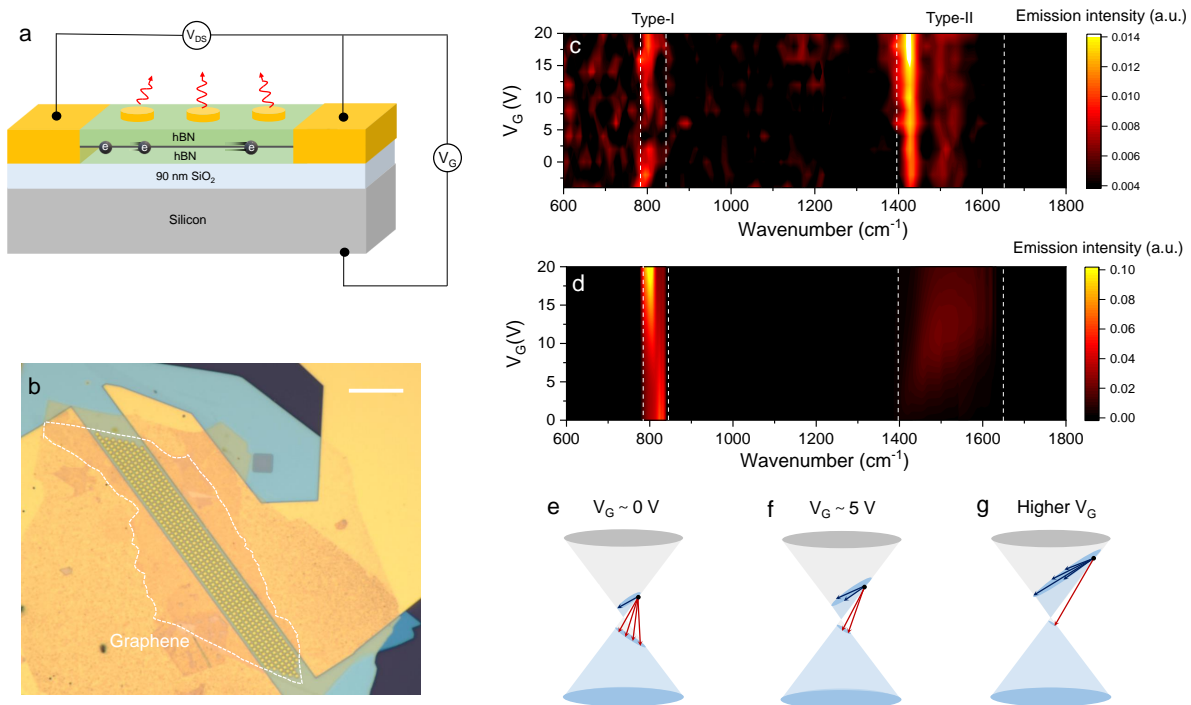 a
V_DS
hBN
e e e
hBN
90 nm SiO₂
Silicon
V_G
b
Graphene
Type-I
Type-II
Emission intensity (a.u.)
c
V_G (V)
20
15
10
5
0
600 800 1000 1200 1400 1600 1800
Wavenumber (cm⁻¹)
0.014
0.012
0.010
0.008
0.006
0.004
Emission intensity (a.u.)
d
V_G(V)
20
15
10
5
0
600 800 1000 1200 1400 1600 1800
Wavenumber (cm⁻¹)
0.10
0.08
0.06
0.04
0.02
0.00
e
V_G ~ 0 V
f
V_G ~ 5 V
g
Higher V_G